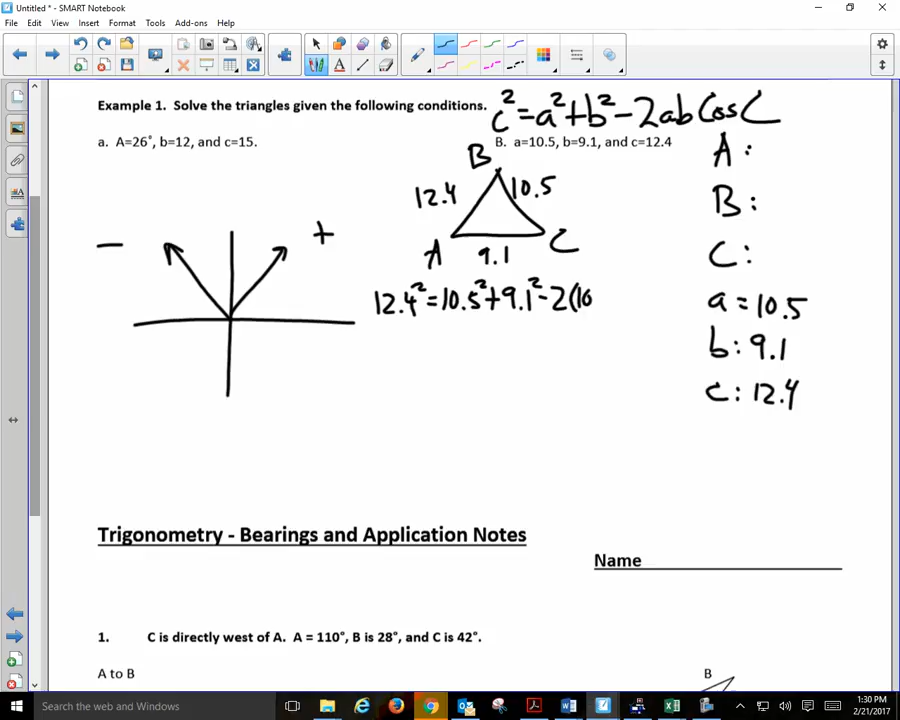 Untitled * - SMART Notebook
File Edit View Insert Format Tools Add-ons Help
Example 1. Solve the triangles given the following conditions.
c²=a²+b²-2abCosC
a. A=26˚, b=12, and c=15.
B. a=10.5, b=9.1, and c=12.4
A:
B
12.4
10.5
B:
- +
A
9.1
C
C:
12.4²=10.5²+9.1²-2(10
a=10.5
b: 9.1
c: 12.4
Trigonometry - Bearings and Application Notes
Name
1. C is directly west of A. A = 110°, B is 28°, and C is 42°.
A to B
B
Search the web and Windows
1:30 PM
2/21/2017